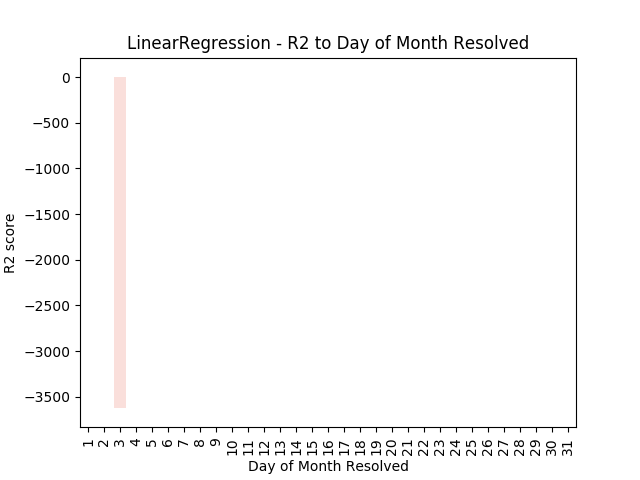 LinearRegression - R2 to Day of Month Resolved
R2 score
0
−500
−1000
−1500
−2000
−2500
−3000
−3500
1 2 3 4 5 6 7 8 9 10 11 12 13 14 15 16 17 18 19 20 21 22 23 24 25 26 27 28 29 30 31
Day of Month Resolved